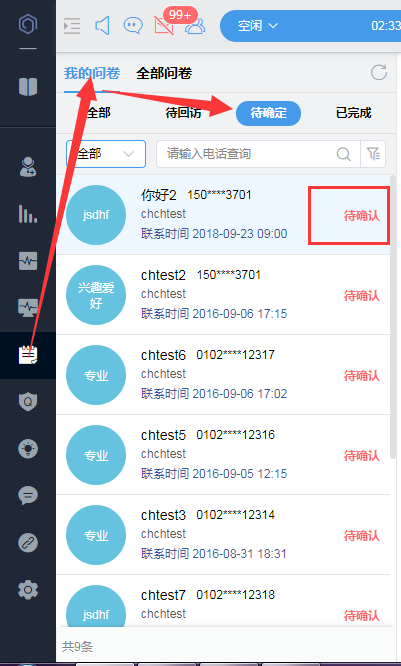 99+
空闲 02:33
我的问卷 全部问卷
全部 待回访 待确定 已完成
全部 请输入电话查询
jsdhf
你好2 150****3701
chchtest
联系时间 2018-09-23 09:00
待确认
兴趣爱好
chtest2 150****3701
chchtest
联系时间 2016-09-06 17:15
待确认
专业
chtest6 0102****12317
chchtest
联系时间 2016-09-06 17:02
待确认
专业
chtest5 0102****12316
chchtest
联系时间 2016-09-05 12:15
待确认
专业
chtest3 0102****12314
chchtest
联系时间 2016-08-31 18:31
待确认
jsdhf
chtest7 0102****12318
chchtest
待确认
共9条